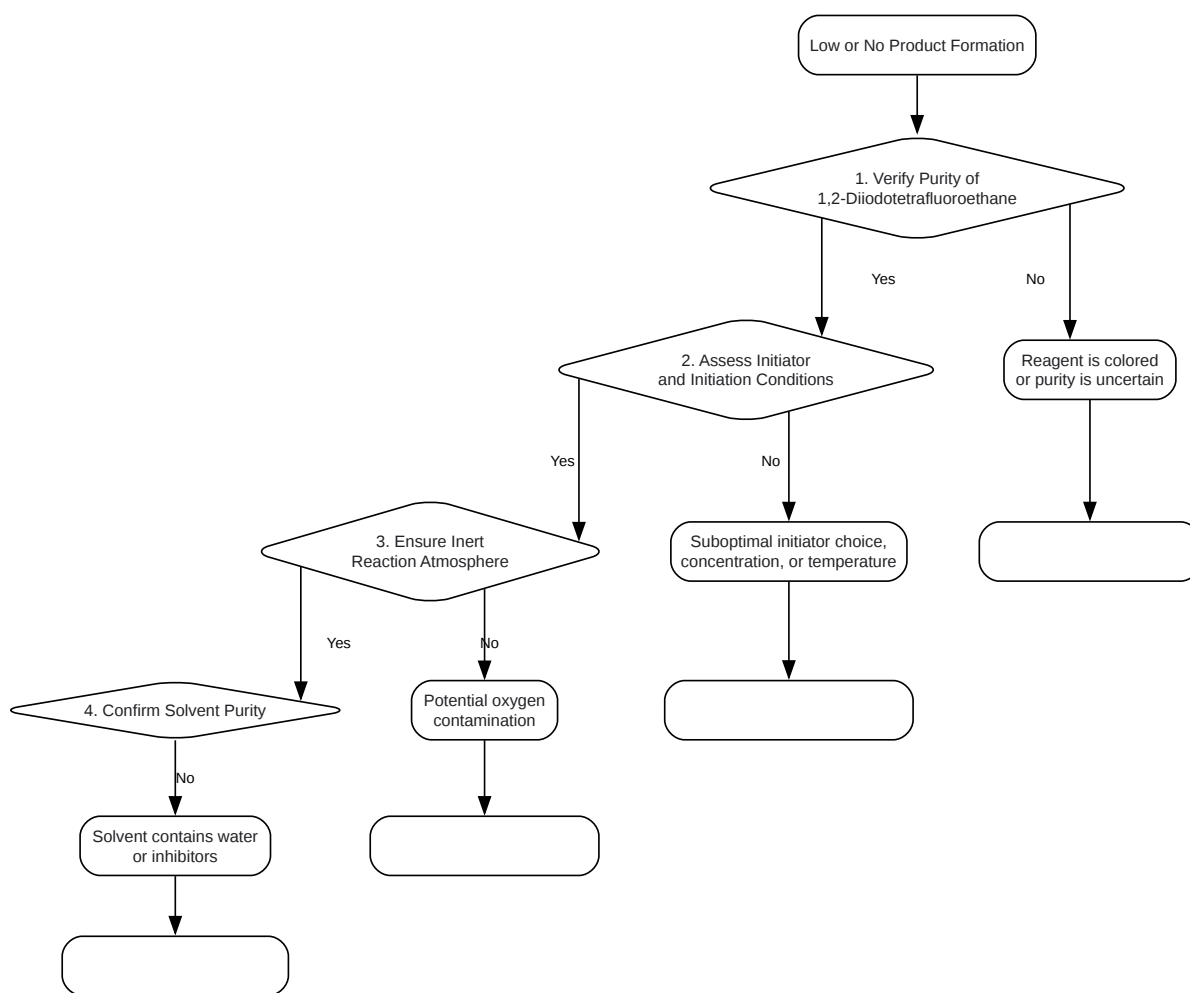 Low or No Product Formation
1. Verify Purity of
1,2-Diiodotetrafluoroethane
Yes
No
2. Assess Initiator
and Initiation Conditions
Reagent is colored
or purity is uncertain
Yes
No
3. Ensure Inert
Reaction Atmosphere
Suboptimal initiator choice,
concentration, or temperature
Yes
No
4. Confirm Solvent Purity
Potential oxygen
contamination
No
Solvent contains water
or inhibitors